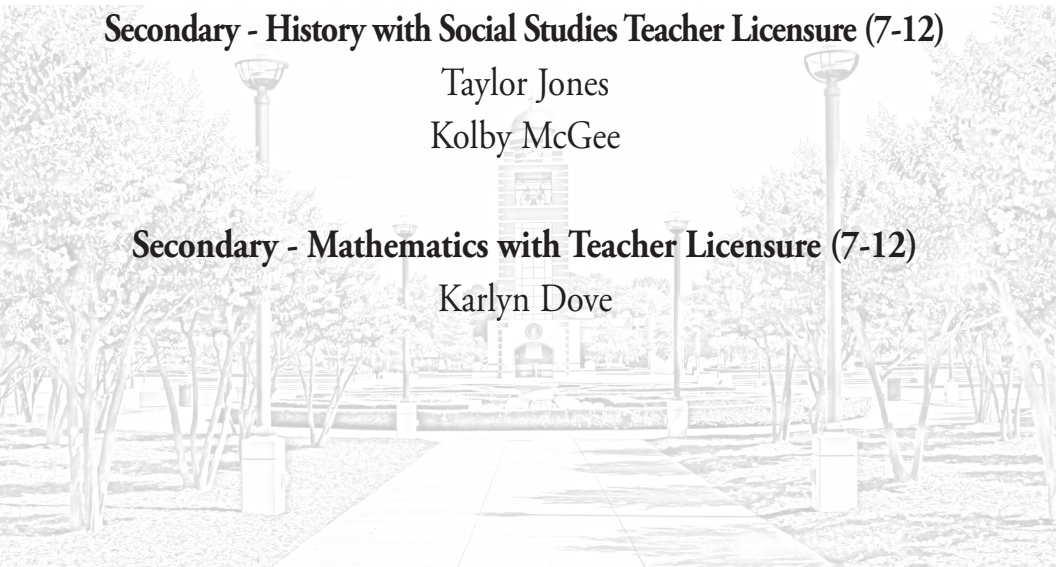 Secondary - History with Social Studies Teacher Licensure (7-12)
Taylor Jones
Kolby McGee
Secondary - Mathematics with Teacher Licensure (7-12)
Karlyn Dove